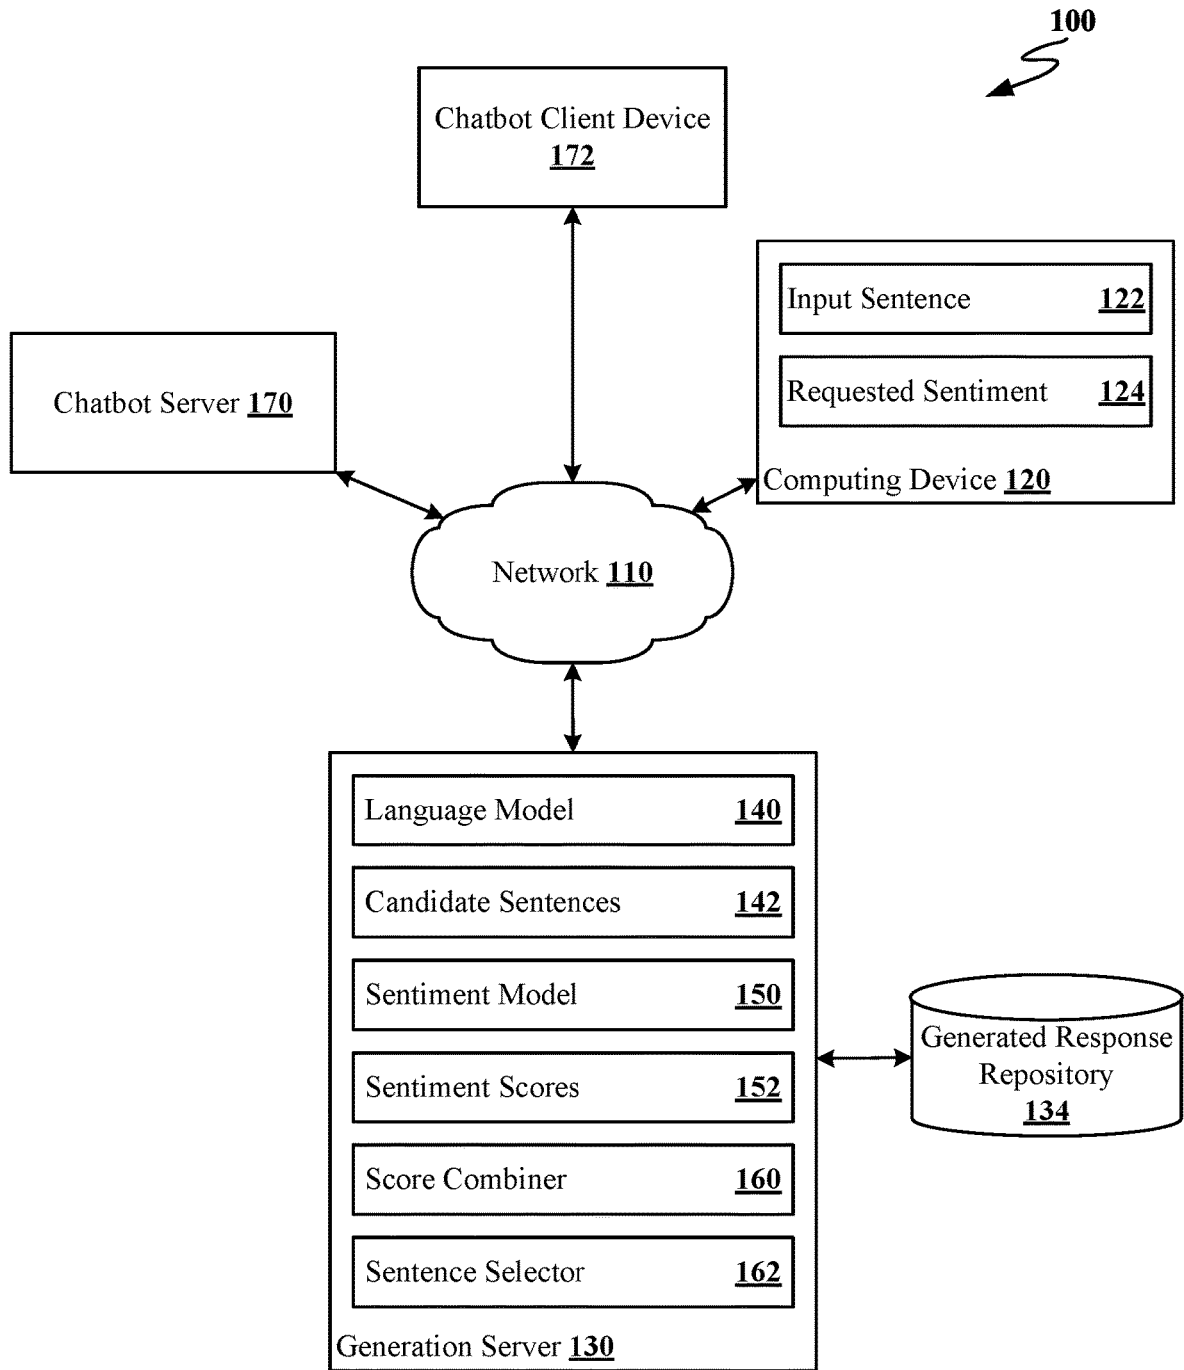 100
Chatbot Client Device
172
Input Sentence 122
Requested Sentiment 124
Computing Device 120
Chatbot Server 170
Network 110
Language Model 140
Candidate Sentences 142
Sentiment Model 150
Sentiment Scores 152
Score Combiner 160
Sentence Selector 162
Generation Server 130
Generated Response
Repository
134